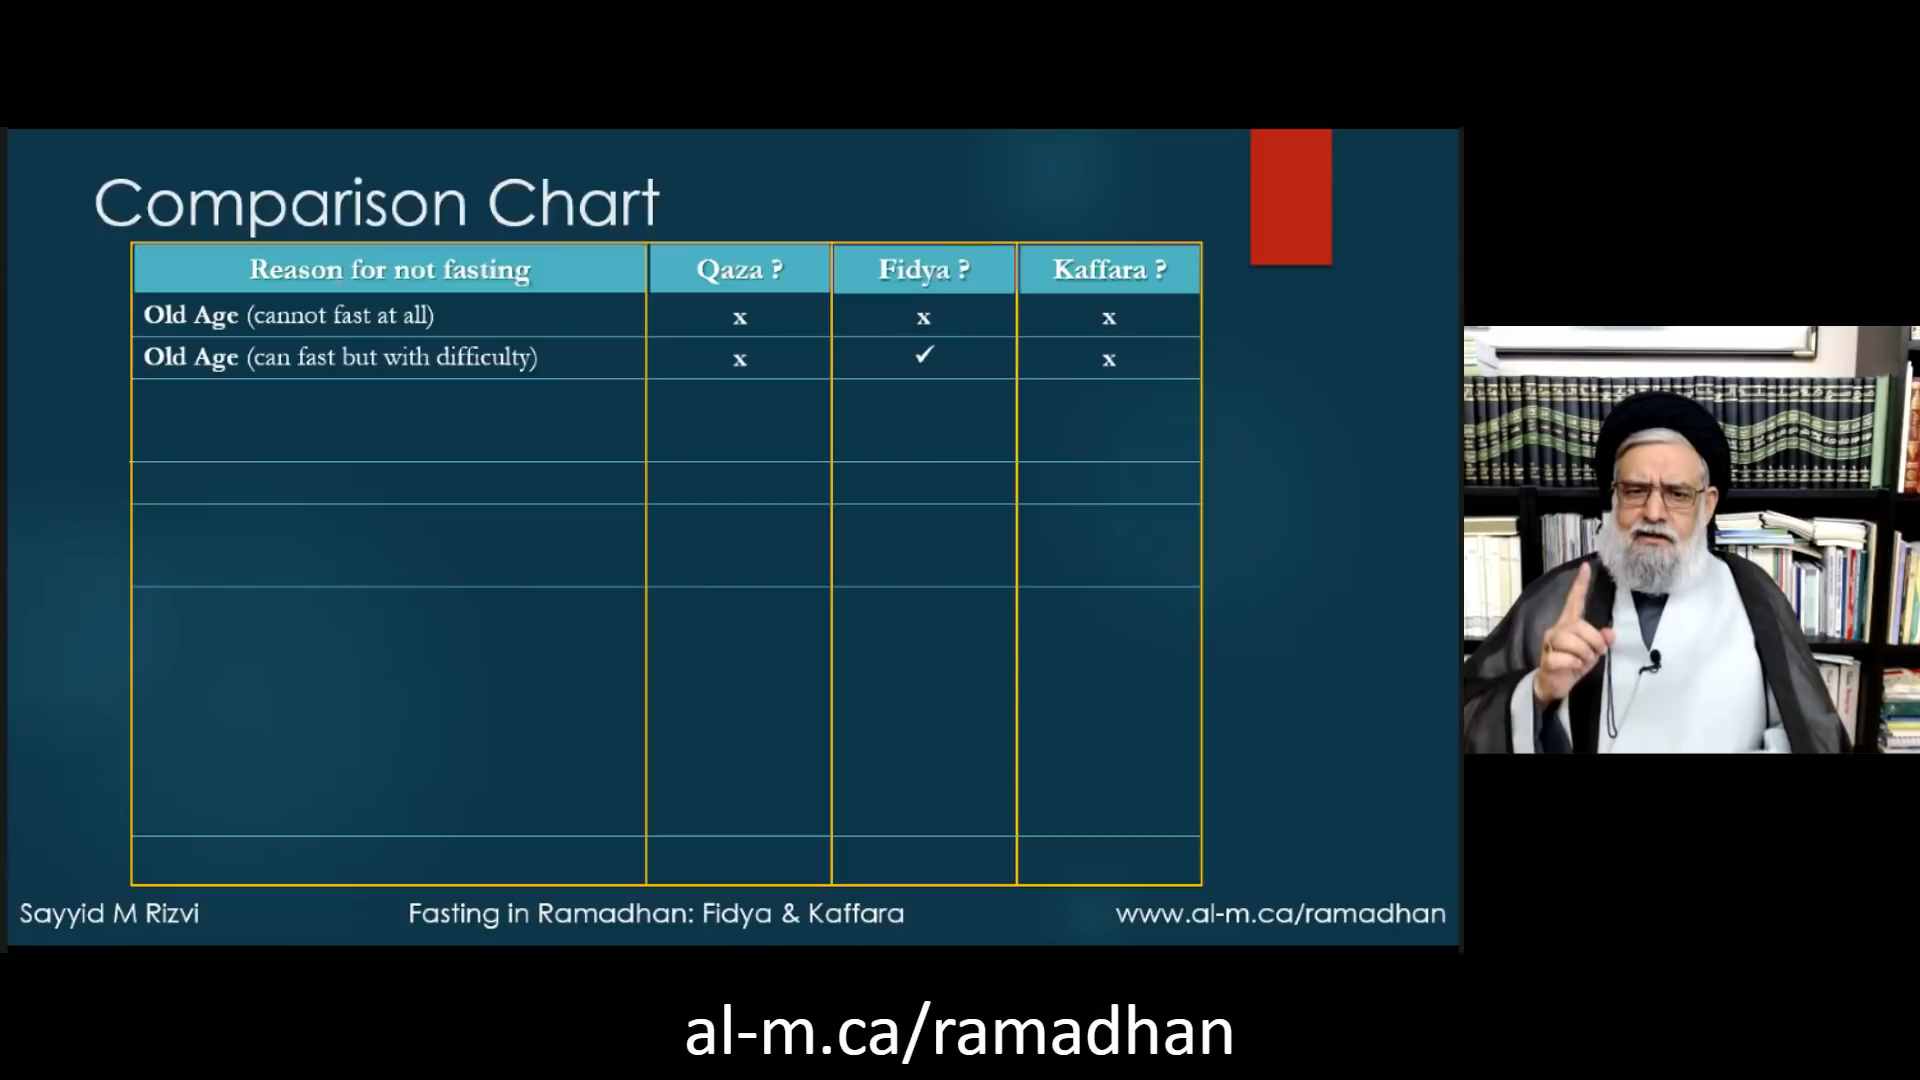 Comparison Chart
Reason for not fasting Qaza ? Fidya ? Kaffara ?
Old Age (cannot fast at all) x x x
Old Age (can fast but with difficulty) x ✓ x
Sayyid M Rizvi Fasting in Ramadhan: Fidya & Kaffara www.al-m.ca/ramadhan
al-m.ca/ramadhan